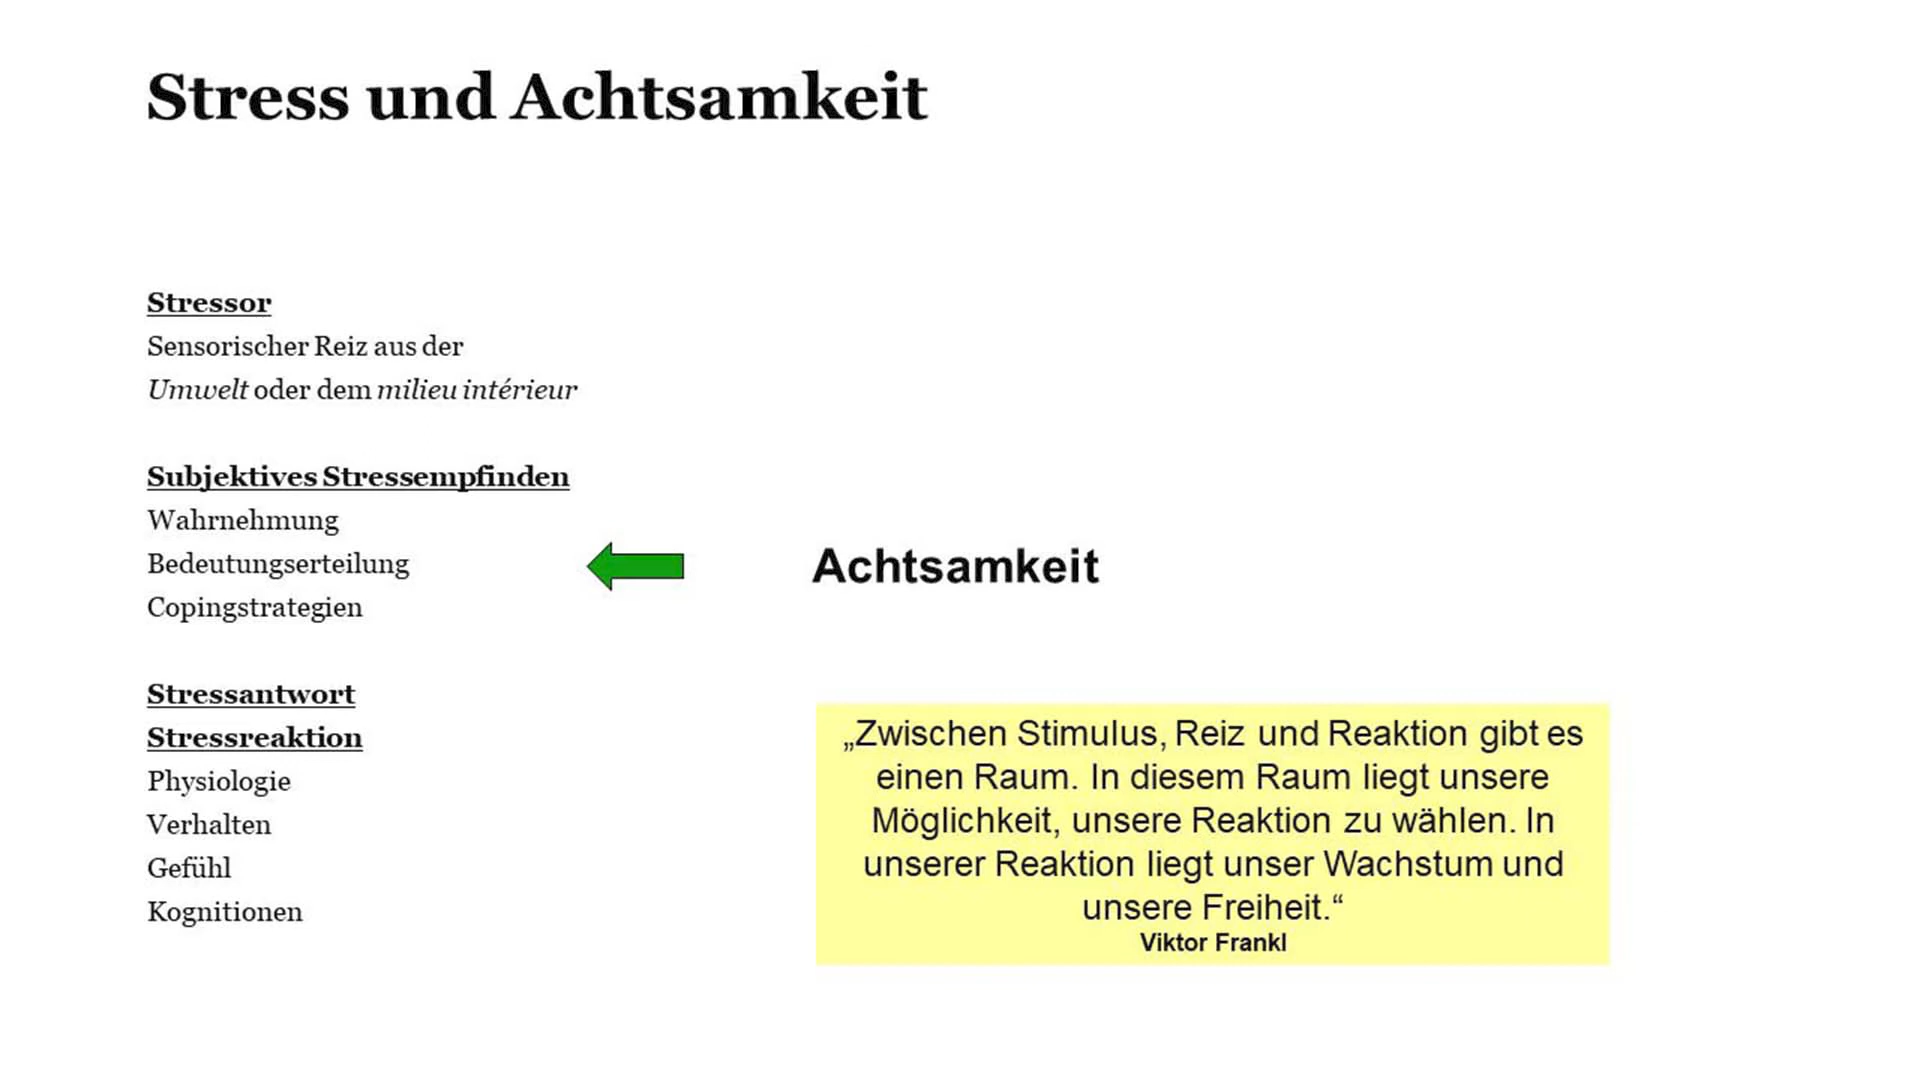 Stress und Achtsamkeit
Stressor
Sensorischer Reiz aus der
Umwelt oder dem milieu intérieur
Subjektives Stressempfinden
Wahrnehmung
Bedeutungserteilung
Copingstrategien
Achtsamkeit
Stressantwort
Stressreaktion
Physiologie
Verhalten
Gefühl
Kognitionen
„Zwischen Stimulus, Reiz und Reaktion gibt es
einen Raum. In diesem Raum liegt unsere
Möglichkeit, unsere Reaktion zu wählen. In
unserer Reaktion liegt unser Wachstum und
unsere Freiheit.“
Viktor Frankl